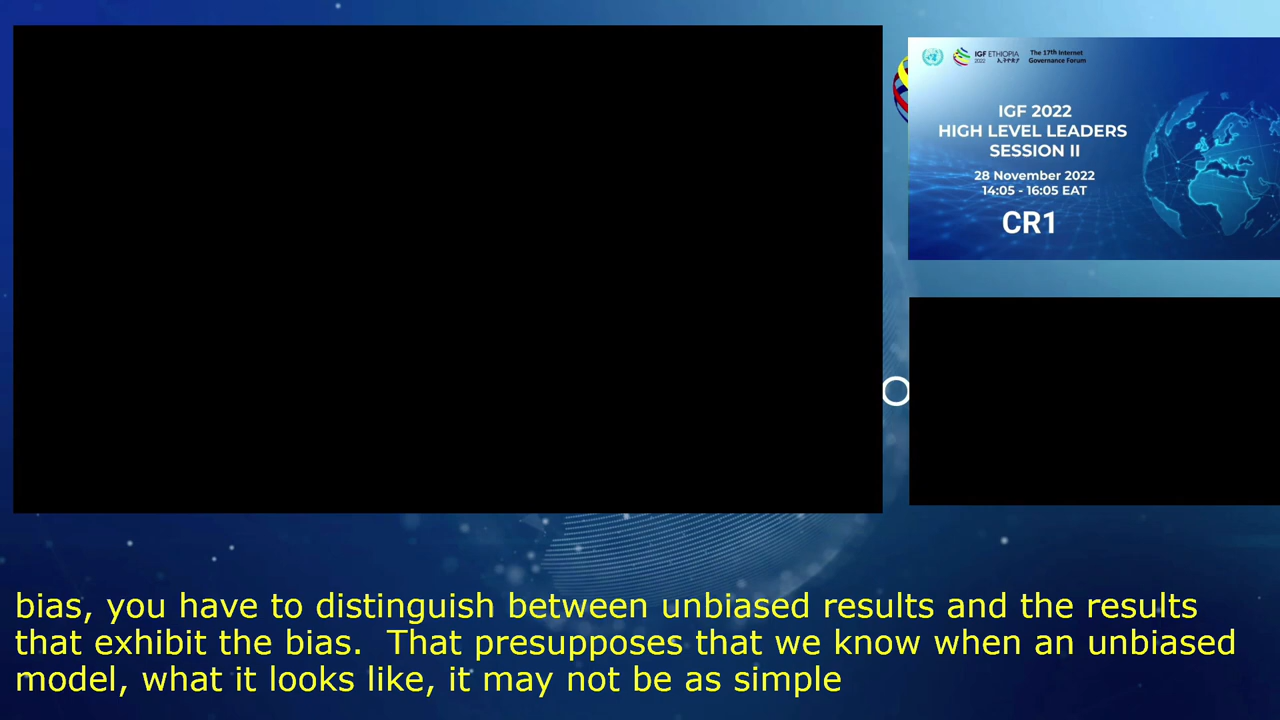 IGF ETHIOPIA
2022 ኢትዮጵያ
The 17th Internet
Governance Forum
IGF 2022
HIGH LEVEL LEADERS
SESSION II
28 November 2022
14:05 - 16:05 EAT
CR1
bias, you have to distinguish between unbiased results and the results
that exhibit the bias.  That presupposes that we know when an unbiased
model, what it looks like, it may not be as simple